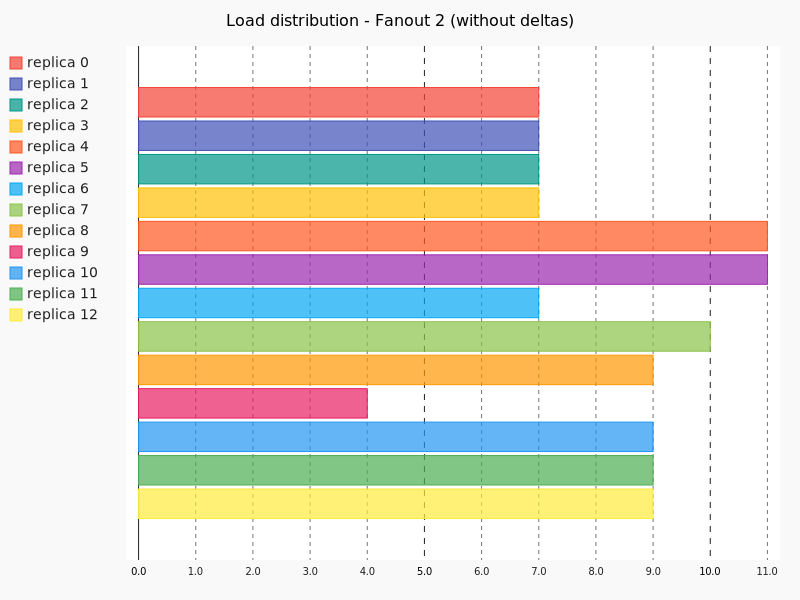 Load distribution - Fanout 2 (without deltas)
replica 0
replica 1
replica 2
replica 3
replica 4
replica 5
replica 6
replica 7
replica 8
replica 9
replica 10
replica 11
replica 12
0.0 1.0 2.0 3.0 4.0 5.0 6.0 7.0 8.0 9.0 10.0 11.0